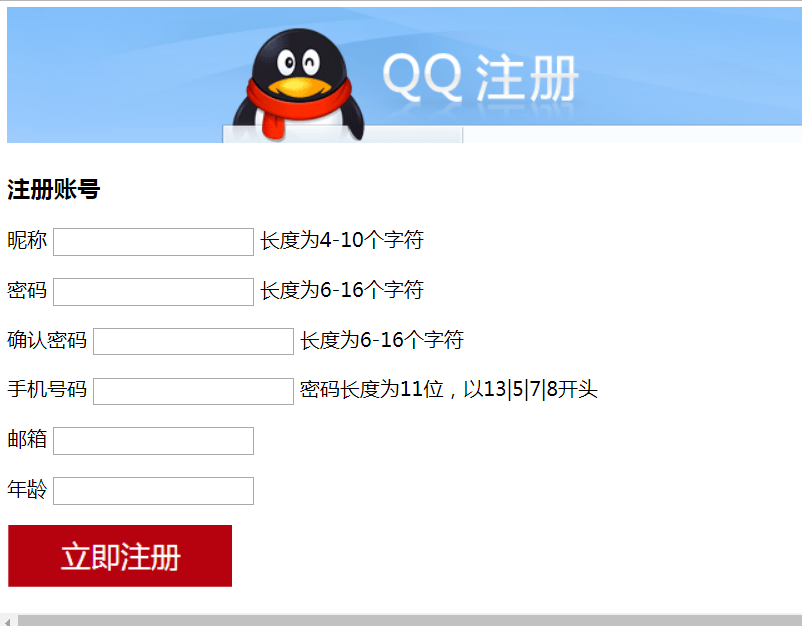 QQ 注册
注册账号
昵称 长度为4-10个字符
密码 长度为6-16个字符
确认密码 长度为6-16个字符
手机号码 密码长度为11位，以13|5|7|8开头
邮箱
年龄
立即注册